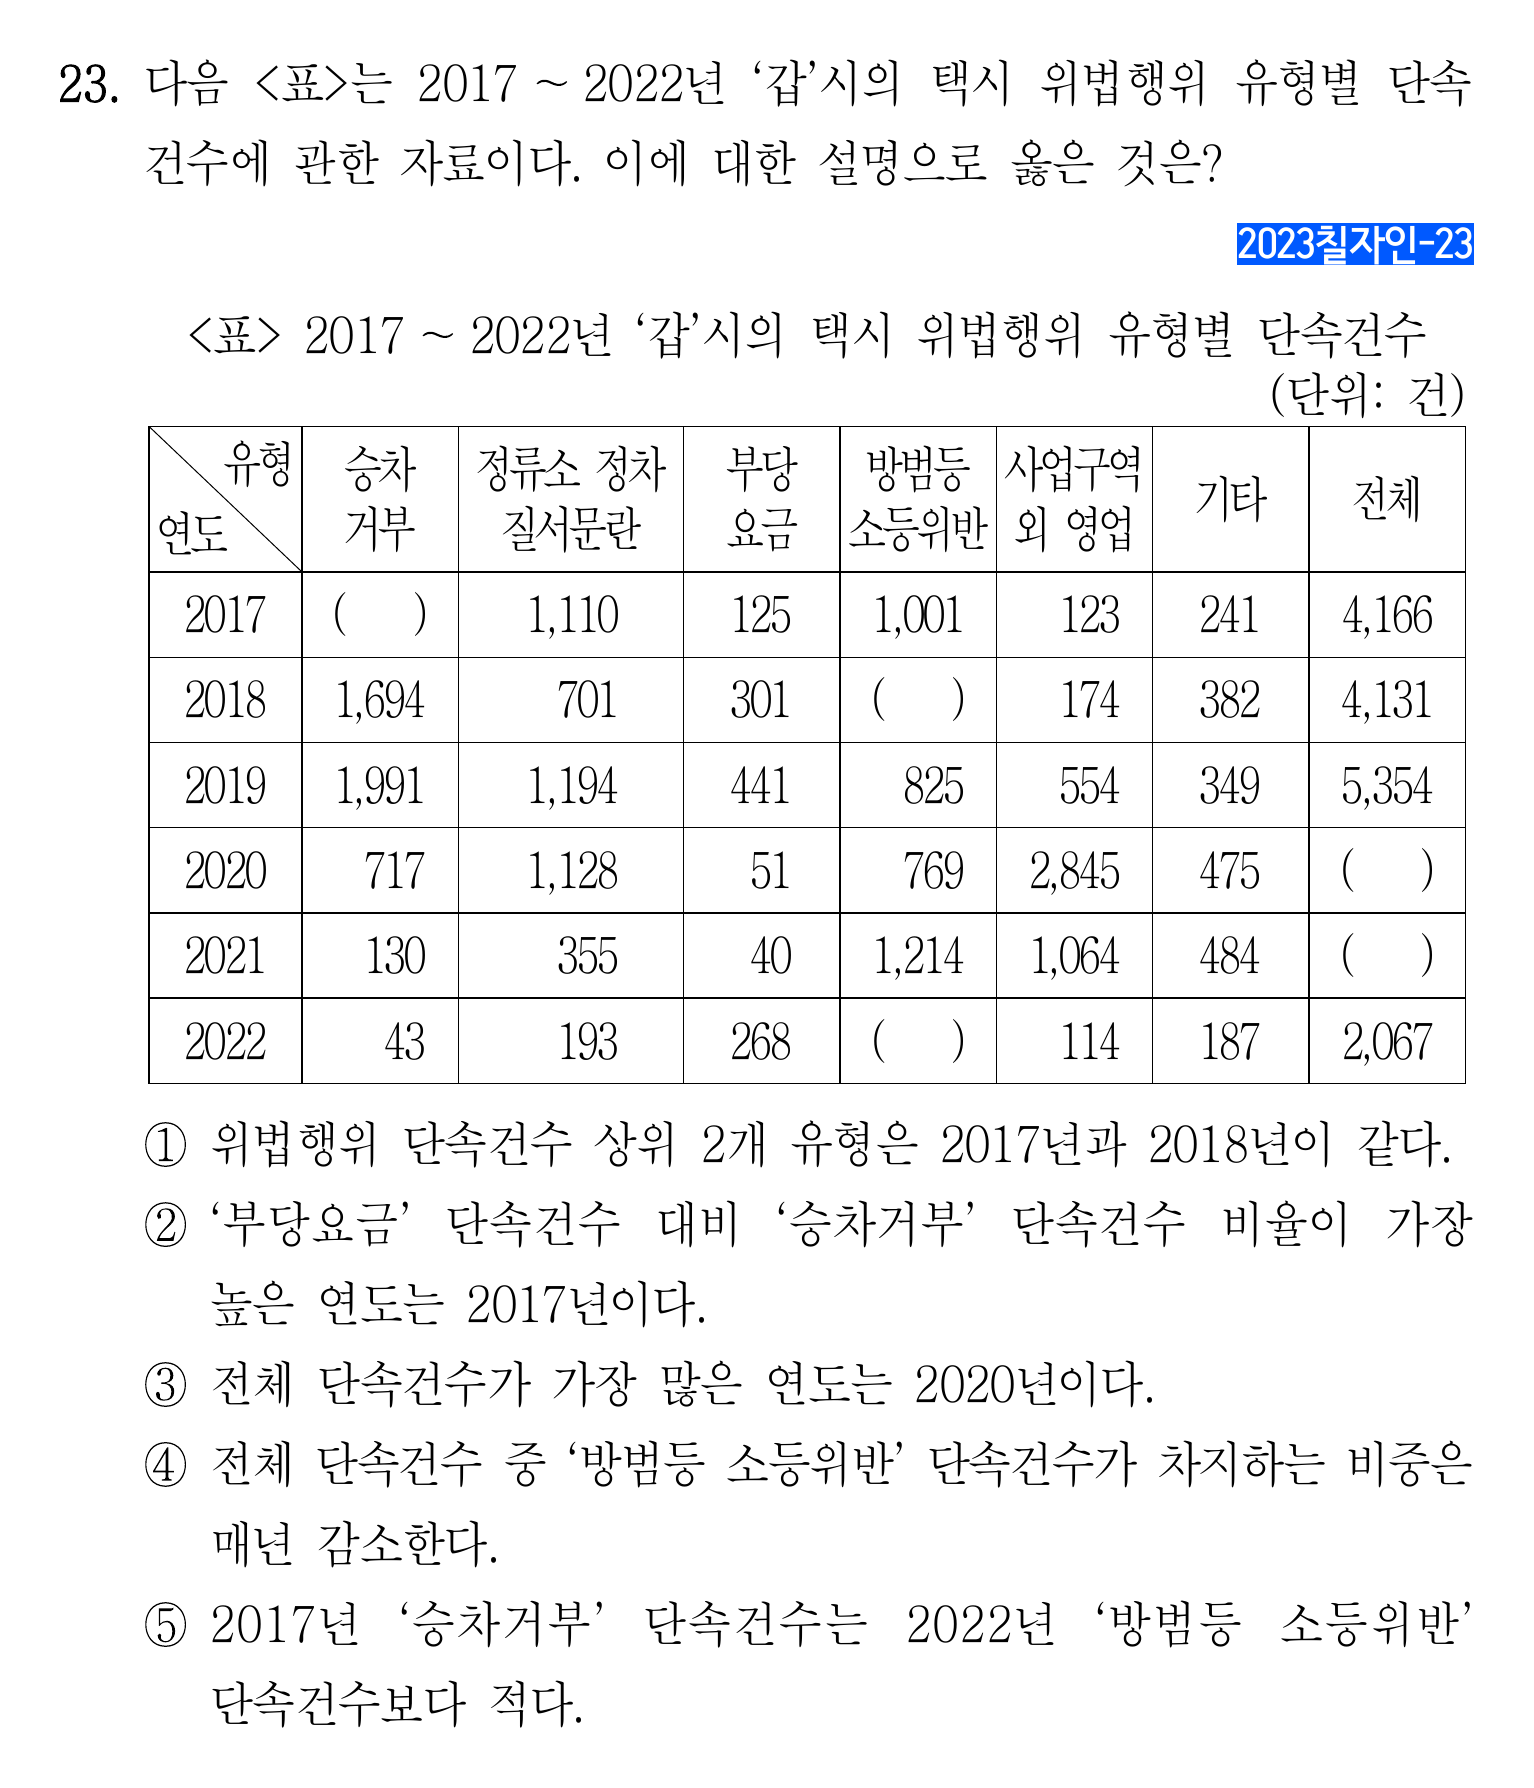 23. 다음 <표>는 2017 ~ 2022년 ‘갑’시의 택시 위법행위 유형별 단속
건수에 관한 자료이다. 이에 대한 설명으로 옳은 것은?
2023칠자인-23
<표> 2017 ~ 2022년 ‘갑’시의 택시 위법행위 유형별 단속건수
(단위: 건)
유형 연도 승차 거부 정류소 정차 질서문란 부당 요금 방범등 소등위반 사업구역 외 영업 기타 전체
2017 ( ) 1,110 125 1,001 123 241 4,166
2018 1,694 701 301 ( ) 174 382 4,131
2019 1,991 1,194 441 825 554 349 5,354
2020 717 1,128 51 769 2,845 475 ( )
2021 130 355 40 1,214 1,064 484 ( )
2022 43 193 268 ( ) 114 187 2,067
① 위법행위 단속건수 상위 2개 유형은 2017년과 2018년이 같다.
② ‘부당요금’ 단속건수 대비 ‘승차거부’ 단속건수 비율이 가장
높은 연도는 2017년이다.
③ 전체 단속건수가 가장 많은 연도는 2020년이다.
④ 전체 단속건수 중 ‘방범등 소등위반’ 단속건수가 차지하는 비중은
매년 감소한다.
⑤ 2017년 ‘승차거부’ 단속건수는 2022년 ‘방범등 소등위반’
단속건수보다 적다.